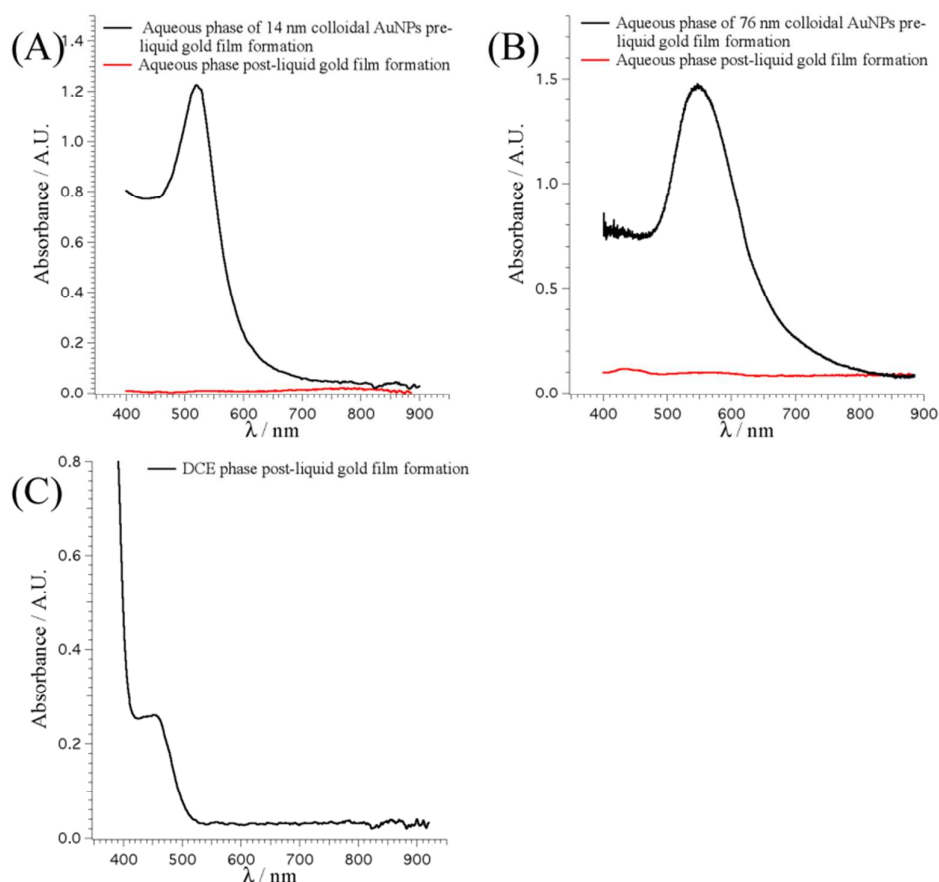 (A)
Aqueous phase of 14 nm colloidal AuNPs pre-
liquid gold film formation
Aqueous phase post-liquid gold film formation
1.4
1.2
1.0
0.8
0.6
0.4
0.2
0.0
Absorbance / A.U.
400 500 600 700 800 900
λ / nm
(B)
Aqueous phase of 76 nm colloidal AuNPs pre-
liquid gold film formation
Aqueous phase post-liquid gold film formation
1.5
1.0
0.5
0.0
Absorbance / A.U.
400 500 600 700 800 900
λ / nm
(C)
DCE phase post-liquid gold film formation
0.8
0.6
0.4
0.2
0.0
Absorbance / A.U.
400 500 600 700 800 900
λ / nm